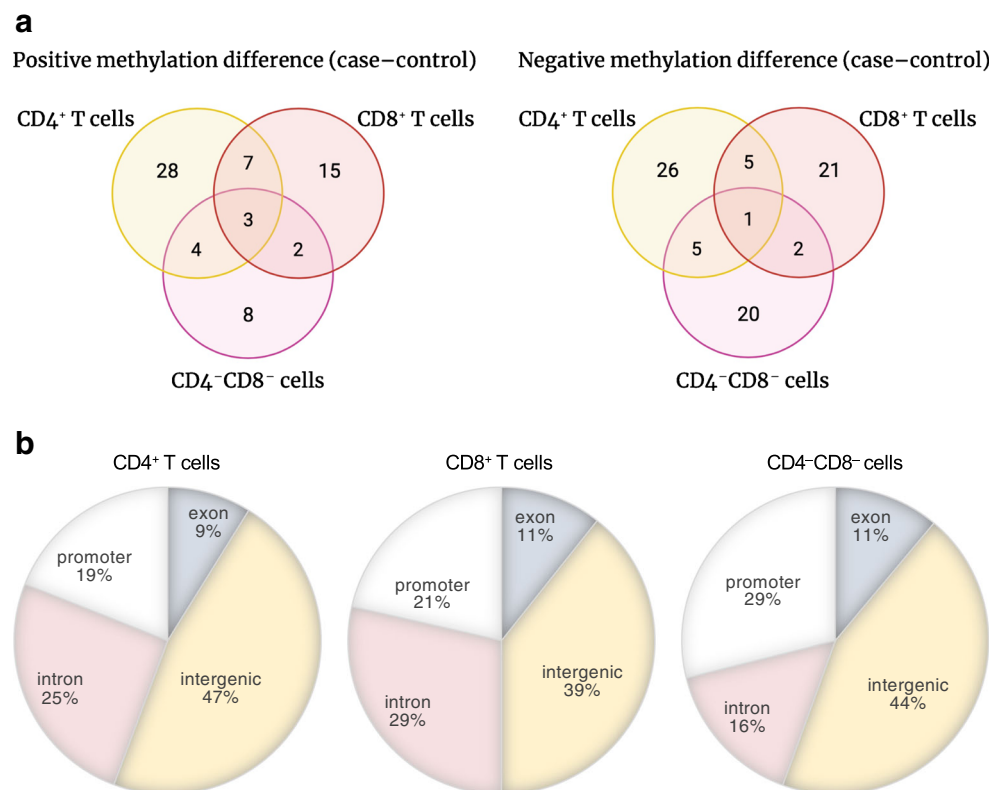 a
Positive methylation difference (case–control)
Negative methylation difference (case–control)
CD4⁺ T cells
CD8⁺ T cells
28
7
15
3
4
2
8
CD4⁻CD8⁻ cells
CD4⁺ T cells
CD8⁺ T cells
26
5
21
1
5
2
20
CD4⁻CD8⁻ cells
b
CD4⁺ T cells
exon
9%
promoter
19%
intron
25%
intergenic
47%
CD8⁺ T cells
exon
11%
promoter
21%
intergenic
39%
intron
29%
CD4⁻CD8⁻ cells
exon
11%
promoter
29%
intergenic
44%
intron
16%